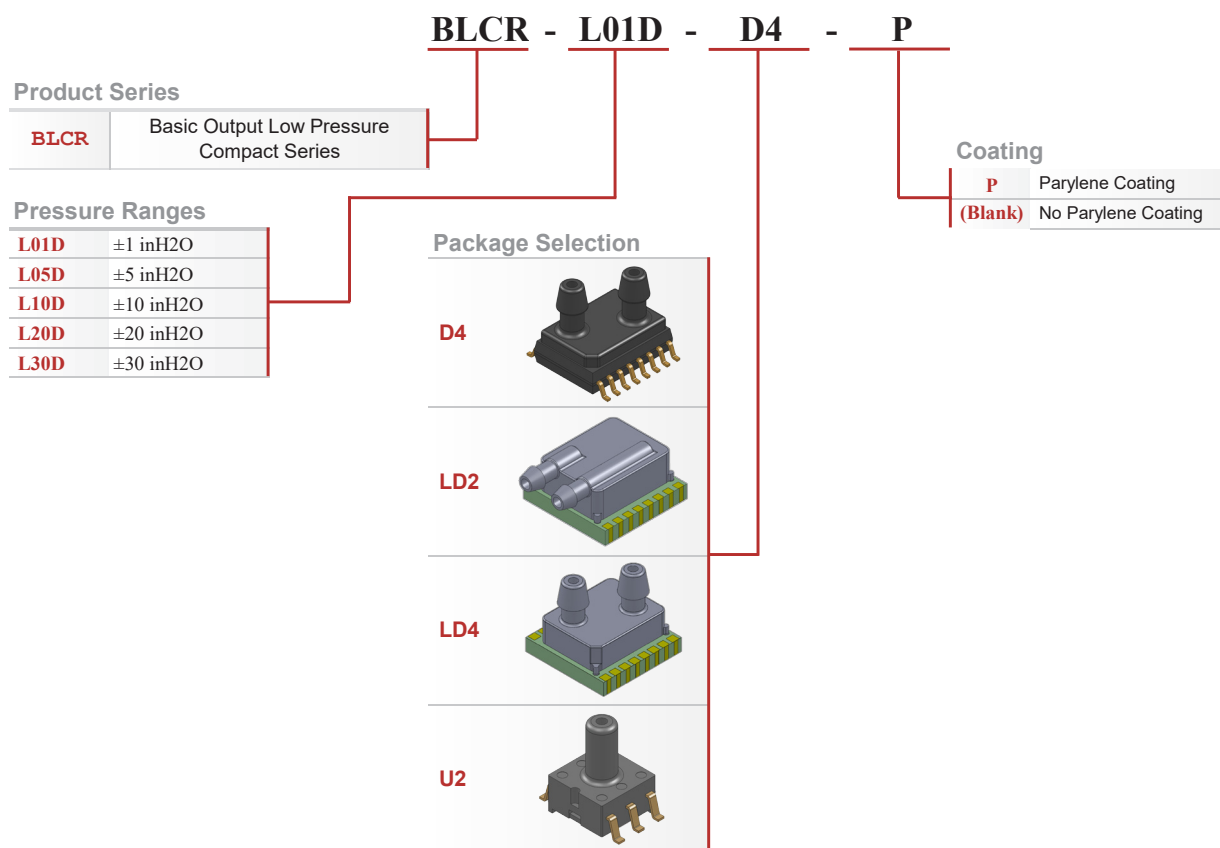 BLCR - L01D - D4 - P
Product Series
BLCR Basic Output Low Pressure
Compact Series
Coating
P Parylene Coating
(Blank) No Parylene Coating
Pressure Ranges
L01D ±1 inH2O
L05D ±5 inH2O
L10D ±10 inH2O
L20D ±20 inH2O
L30D ±30 inH2O
Package Selection
D4
LD2
LD4
U2